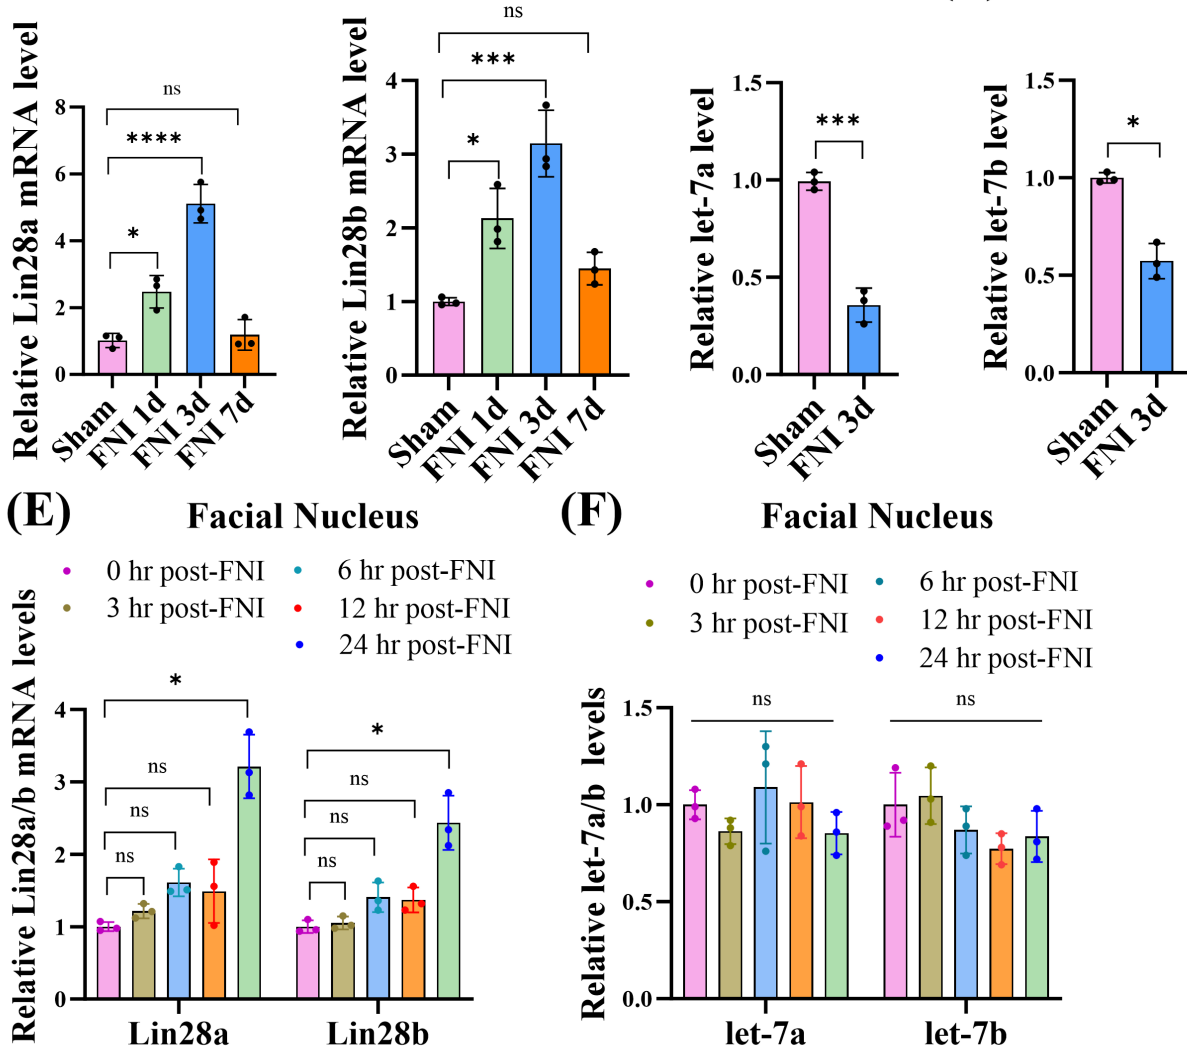 Relative Lin28a mRNA level
8
6
4
2
0
ns
****
*
Sham
FNI 1d
FNI 3d
FNI 7d
Relative Lin28b mRNA level
4
3
2
1
0
ns
***
*
Sham
FNI 1d
FNI 3d
FNI 7d
Relative let-7a level
1.5
1.0
0.5
0.0
***
Sham
FNI 3d
Relative let-7b level
1.5
1.0
0.5
0.0
*
Sham
FNI 3d
(E)
Facial Nucleus
0 hr post-FNI
3 hr post-FNI
6 hr post-FNI
12 hr post-FNI
24 hr post-FNI
Relative Lin28a/b mRNA levels
4
3
2
1
0
*
ns
ns
ns
*
ns
ns
ns
Lin28a
Lin28b
(F)
Facial Nucleus
0 hr post-FNI
3 hr post-FNI
6 hr post-FNI
12 hr post-FNI
24 hr post-FNI
Relative let-7a/b levels
1.5
1.0
0.5
0.0
ns
ns
let-7a
let-7b